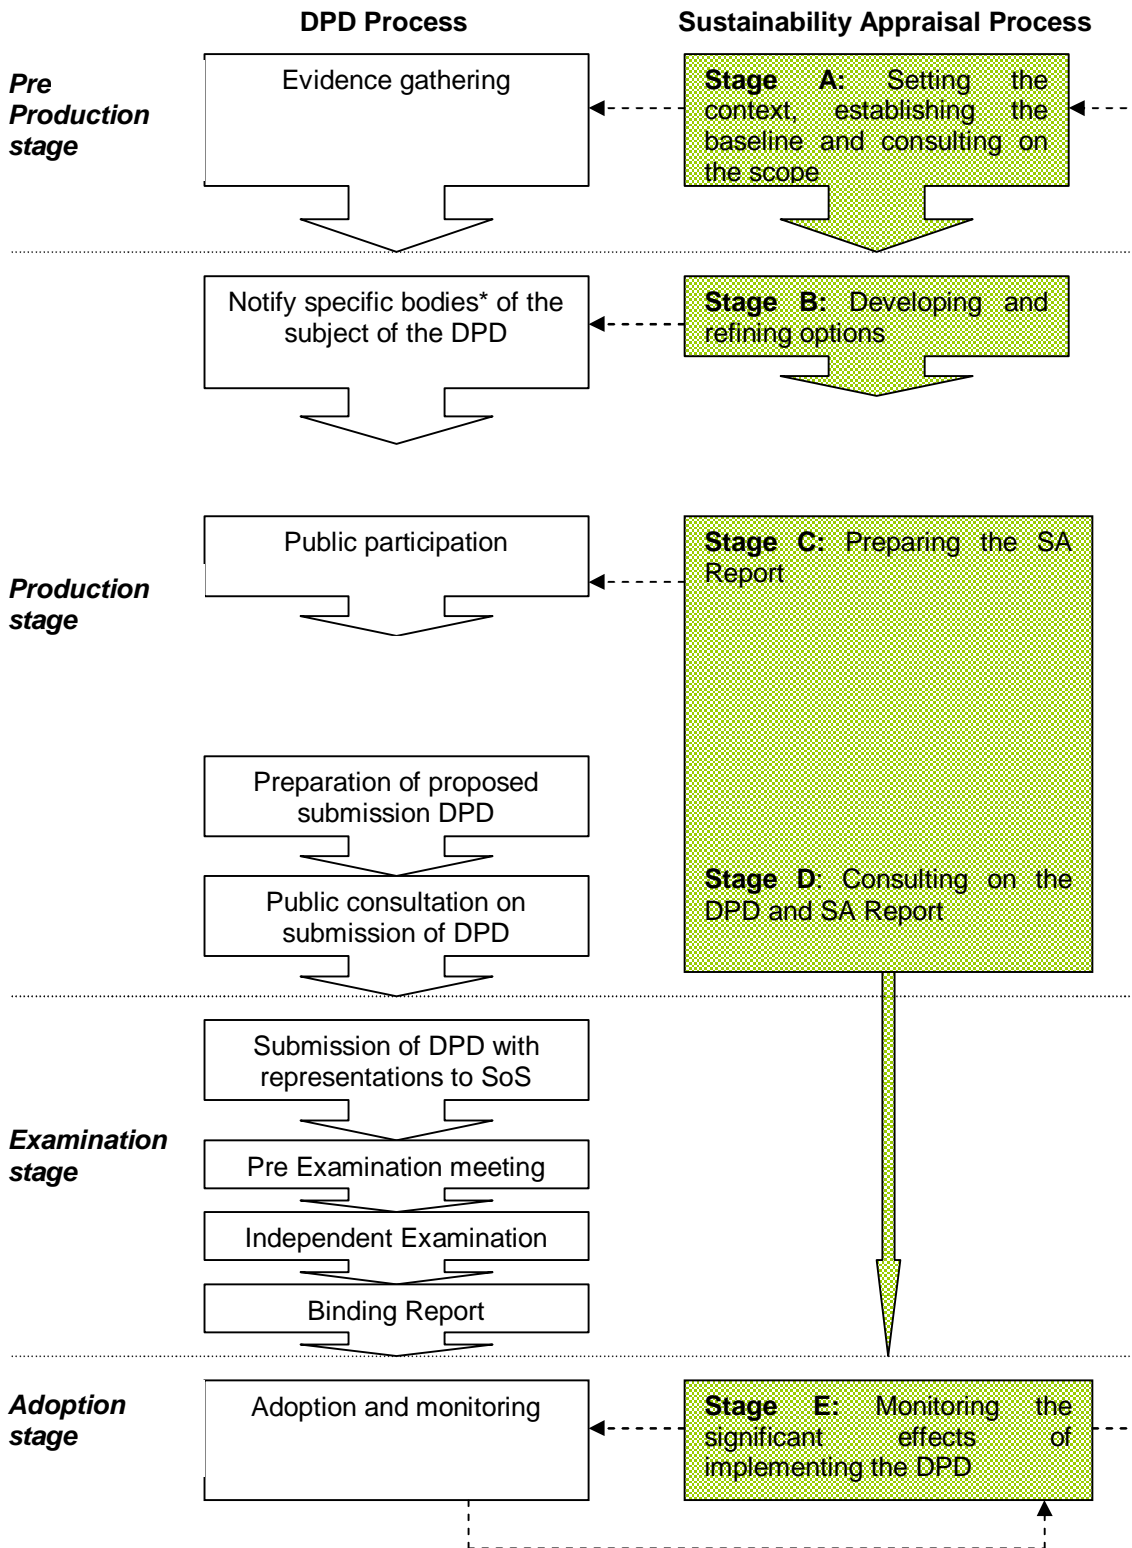 DPD Process
Sustainability Appraisal Process
Pre
Production
stage
Evidence gathering
Stage A: Setting the
context, establishing the
baseline and consulting on
the scope
Notify specific bodies* of the
subject of the DPD
Stage B: Developing and
refining options
Production
stage
Public participation
Stage C: Preparing the SA
Report
Preparation of proposed
submission DPD
Public consultation on
submission of DPD
Stage D: Consulting on the
DPD and SA Report
Examination
stage
Submission of DPD with
representations to SoS
Pre Examination meeting
Independent Examination
Binding Report
Adoption
stage
Adoption and monitoring
Stage E: Monitoring the
significant effects of
implementing the DPD